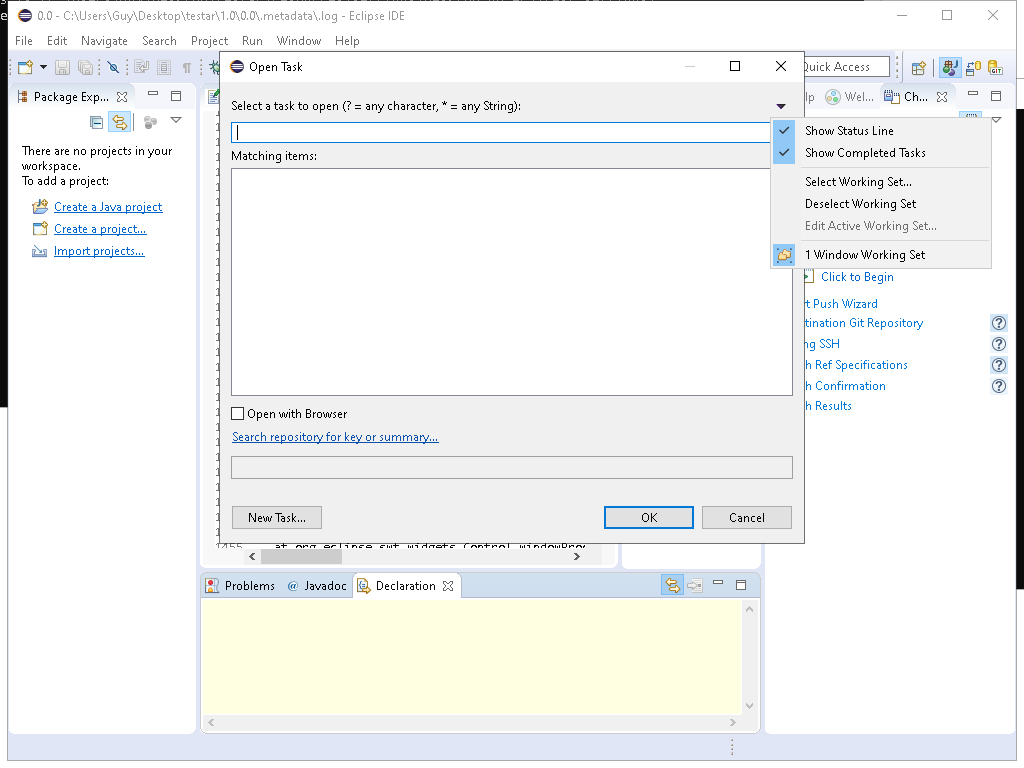 0.0 - C:\Users\Guy\Desktop\testar\1.0\0.0\.metadata\.log - Eclipse IDE
File Edit Navigate Search Project Run Window Help
Open Task
Quick Access
Package Exp...
Select a task to open (? = any character, * = any String):
Wel...
Ch...
Matching items:
Show Status Line
Show Completed Tasks
Select Working Set...
Deselect Working Set
Edit Active Working Set...
1 Window Working Set
There are no projects in your
workspace.
To add a project:
Create a Java project
Create a project...
Import projects...
Click to Begin
Push Wizard
Git Repository
SSH
Ref Specifications
Confirmation
Results
Open with Browser
Search repository for key or summary...
New Task...
OK
Cancel
1455 at org.eclipse.swt.widgets.Control.windowProc
Problems
@ Javadoc
Declaration